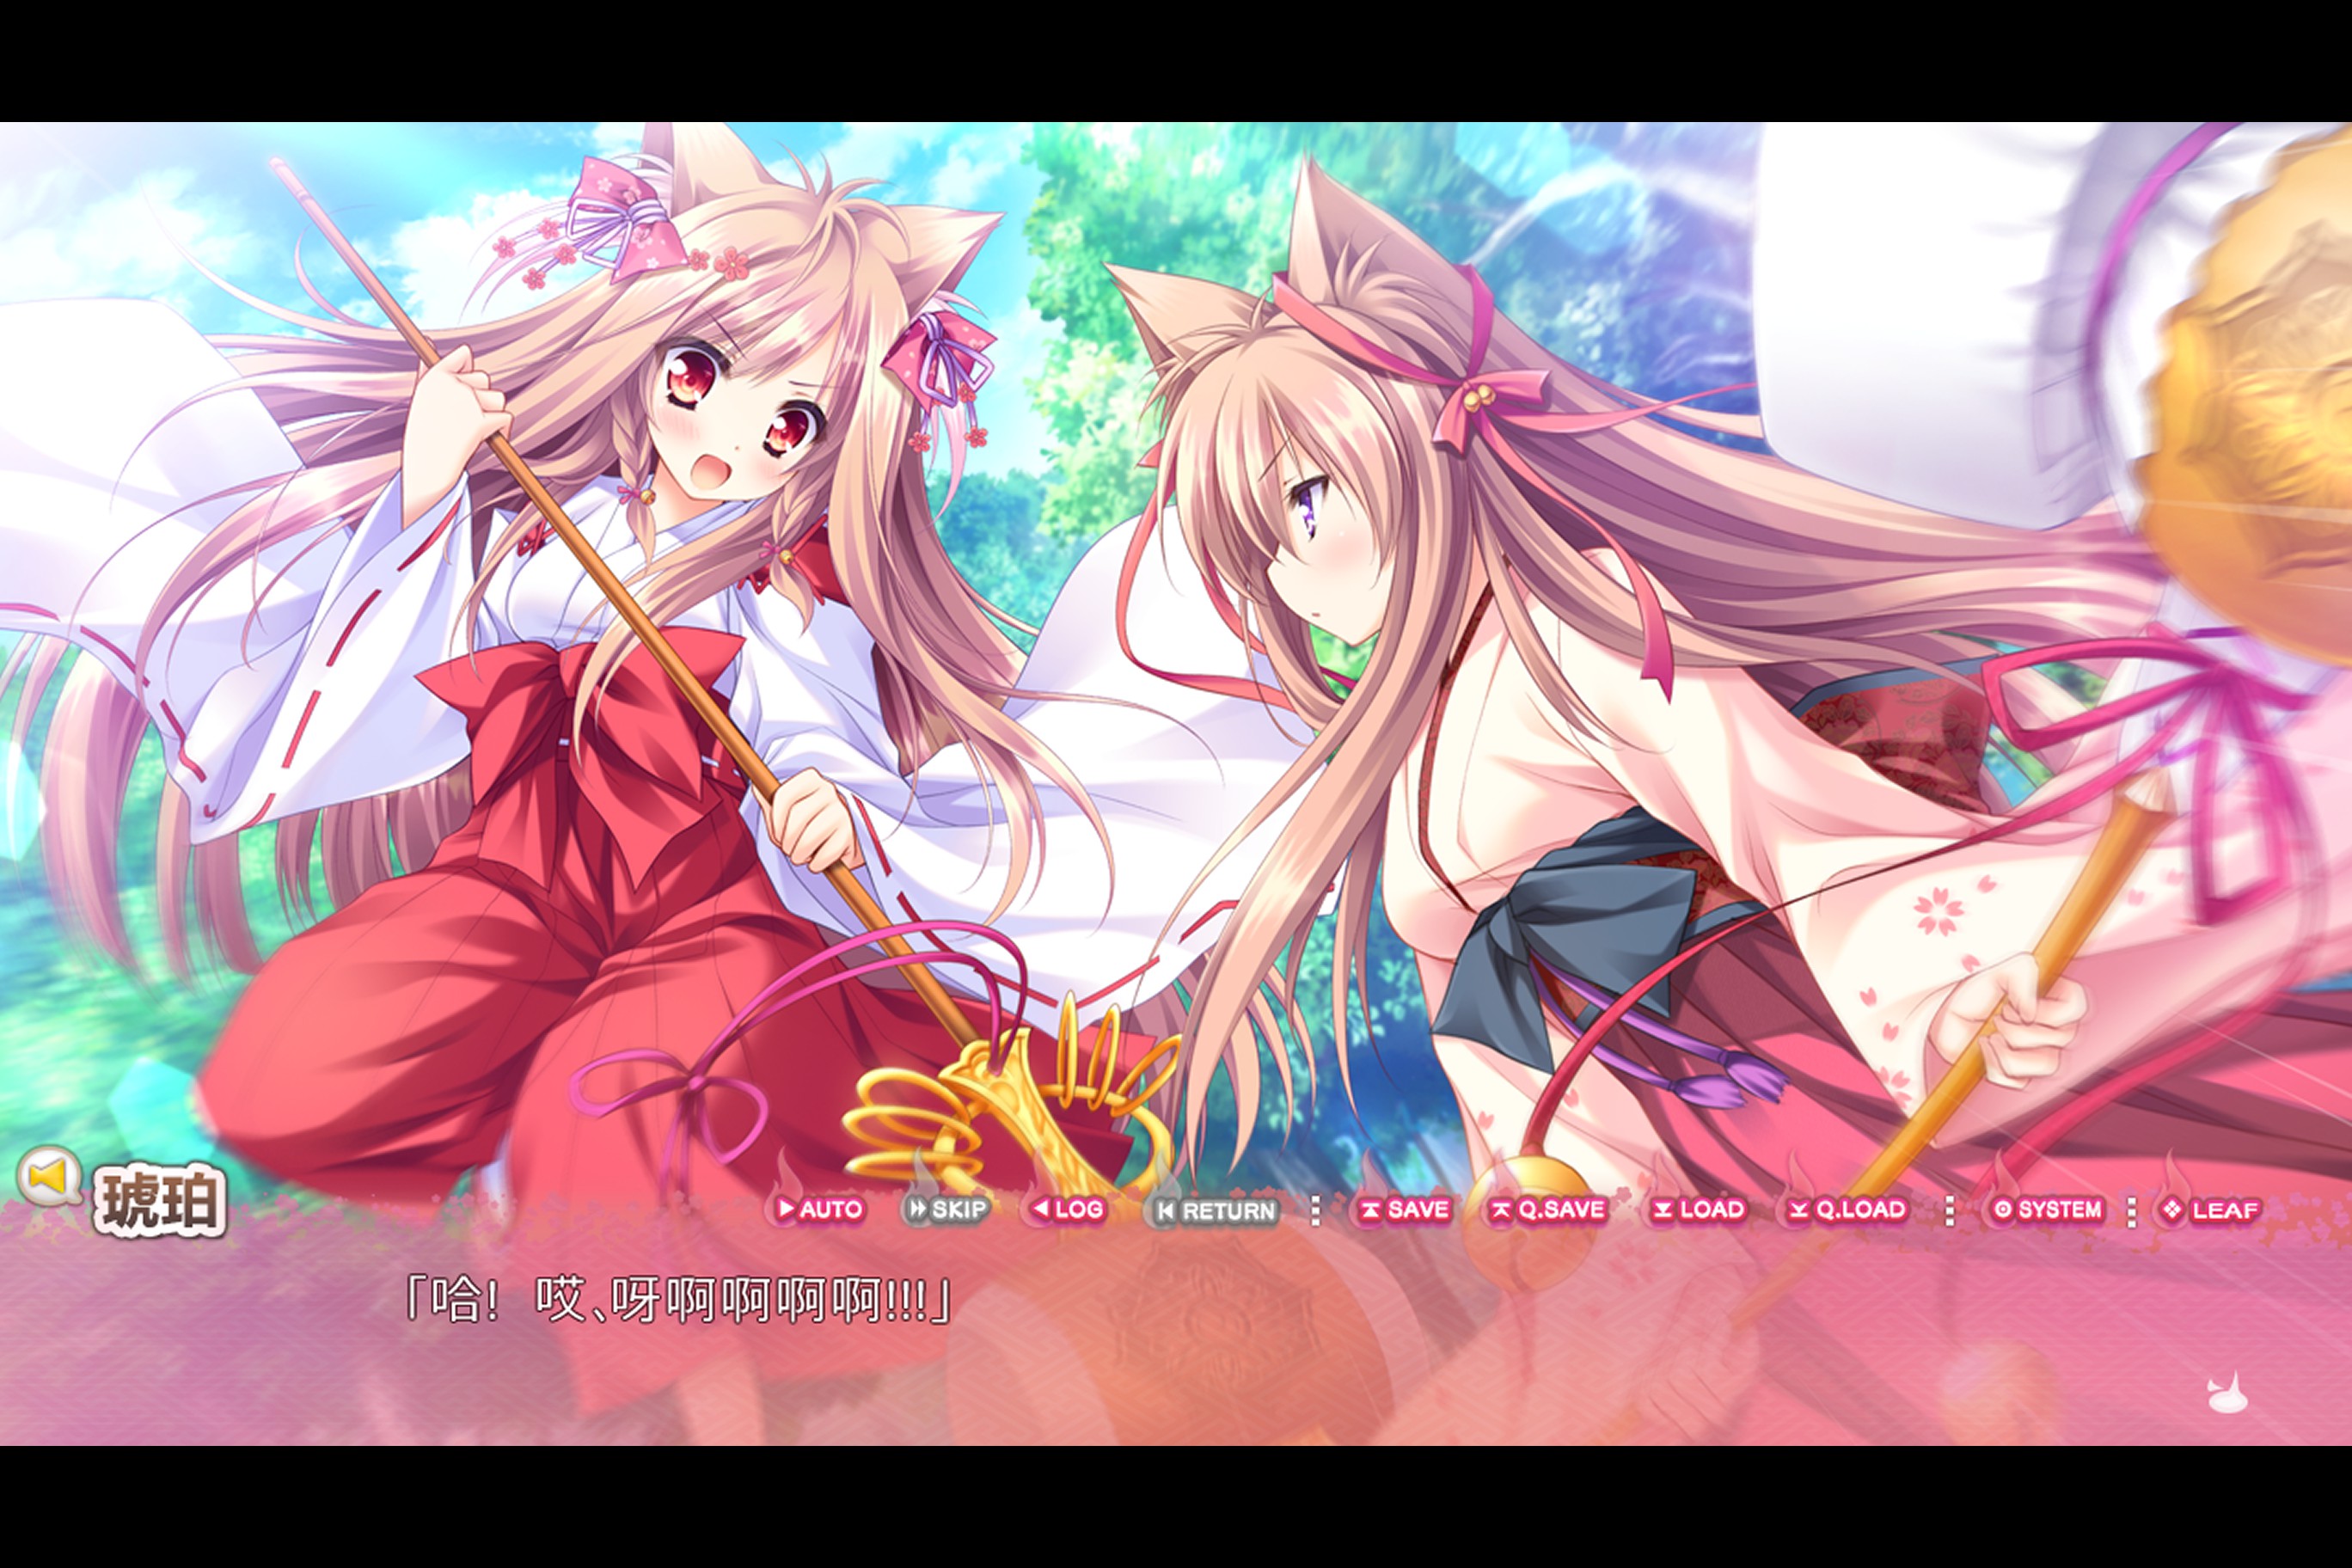 琥珀
AUTO SKIP LOG RETURN SAVE Q.SAVE LOAD Q.LOAD SYSTEM LEAF
「哈! 哎、呀啊啊啊啊!!!」